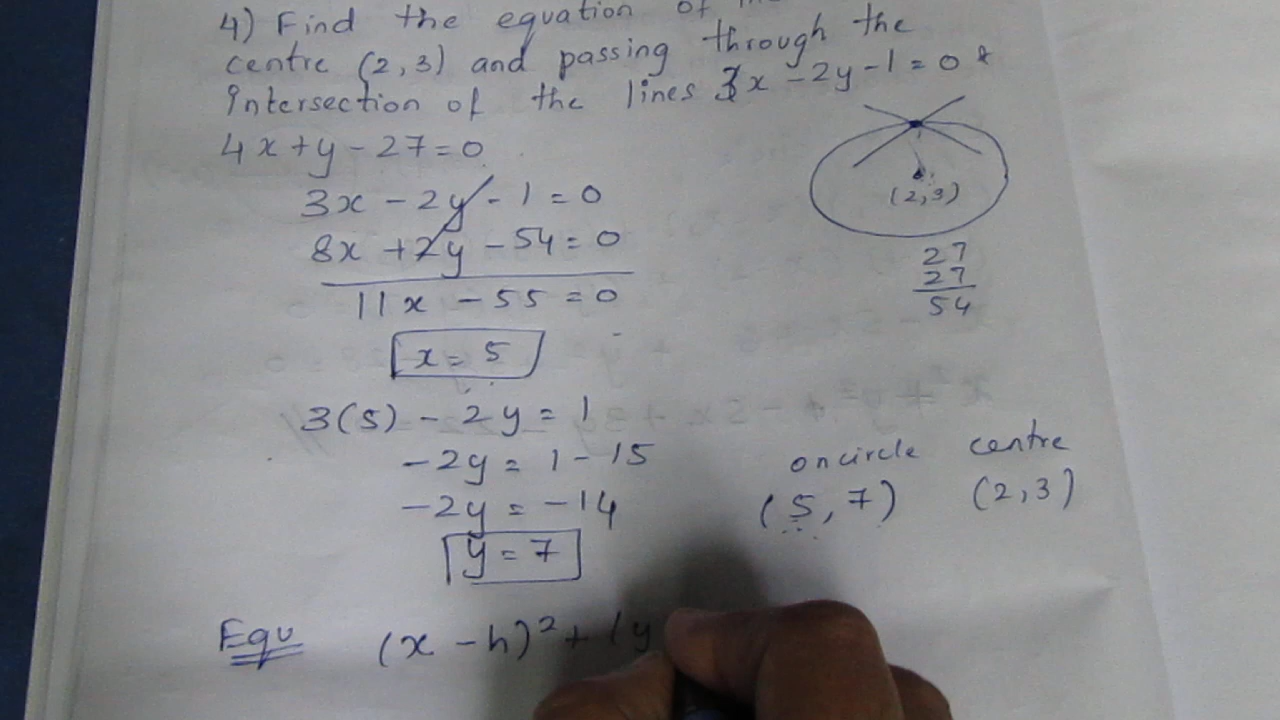 4) Find the equation of
centre (2,3) and passing through the
intersection of the lines 3x - 2y - 1 = 0 &
4x + y - 27 = 0
3x - 2y - 1 = 0
8x + 2y - 54 = 0
11x - 55 = 0
x = 5
3(5) - 2y = 1
-2y = 1 - 15
-2y = -14
y = 7
(2,3)
27
27
54
oncircle centre
(5,7) (2,3)
Equ (x - h)² + (y